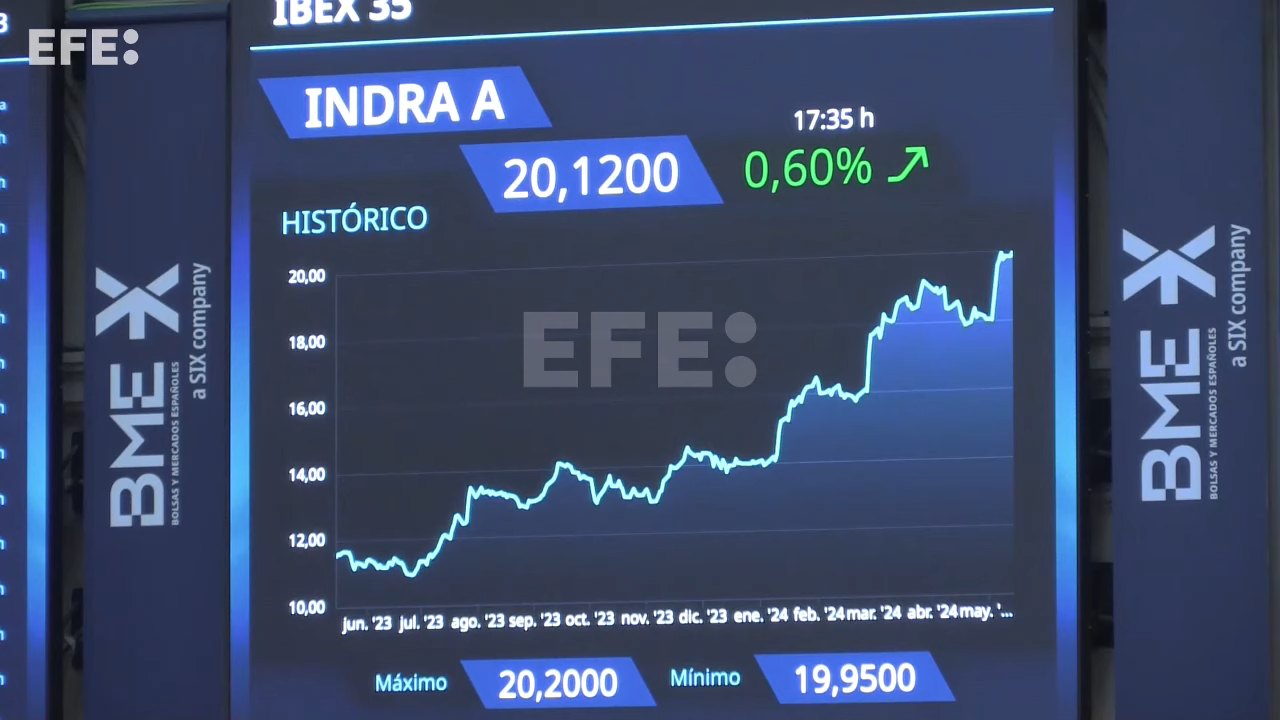 IBEX 35
EFE:
INDRA A
17:35 h
20,1200
0,60%
HISTÓRICO
20,00
18,00
16,00
14,00
12,00
10,00
EFE:
jun. '23 jul. '23 ago. '23 sep. '23 oct. '23 nov. '23 dic. '23 ene. '24 feb. '24 mar. '24 abr. '24 may. '...
Máximo 20,2000 Mínimo 19,9500
BME
BOLSAS Y MERCADOS ESPAÑOLES
a SIX company
BME
BOLSAS Y MERCADOS ESPAÑOLES
a SIX company